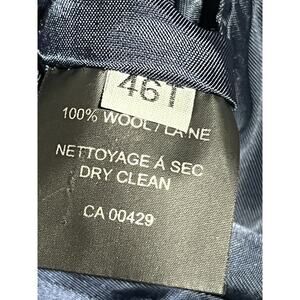 46T
100% WOOL / LAINE
NETTOYAGE À SEC
DRY CLEAN
CA 00429